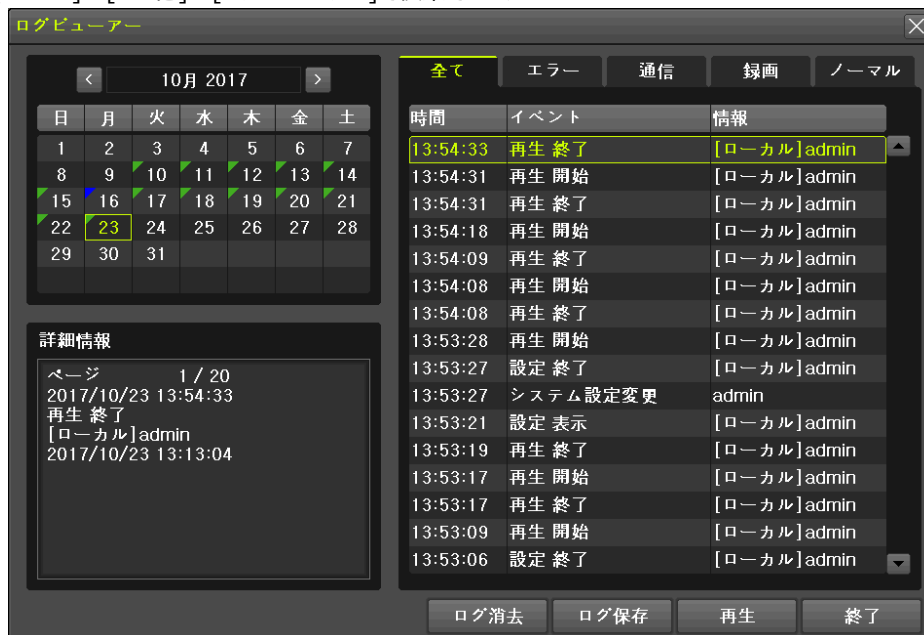 ログビューアー
10月 2017
日 月 火 水 木 金 土
1 2 3 4 5 6 7
8 9 10 11 12 13 14
15 16 17 18 19 20 21
22 23 24 25 26 27 28
29 30 31
詳細情報
ページ 1 / 20
2017/10/23 13:54:33
再生 終了
[ローカル]admin
2017/10/23 13:13:04
全て エラー 通信 録画 ノーマル
時間 イベント 情報
13:54:33 再生 終了 [ローカル]admin
13:54:31 再生 開始 [ローカル]admin
13:54:31 再生 終了 [ローカル]admin
13:54:18 再生 開始 [ローカル]admin
13:54:09 再生 終了 [ローカル]admin
13:54:08 再生 開始 [ローカル]admin
13:54:08 再生 終了 [ローカル]admin
13:53:28 再生 開始 [ローカル]admin
13:53:27 設定 終了 [ローカル]admin
13:53:27 システム設定変更 admin
13:53:21 設定 表示 [ローカル]admin
13:53:19 再生 終了 [ローカル]admin
13:53:17 再生 開始 [ローカル]admin
13:53:17 再生 終了 [ローカル]admin
13:53:09 再生 開始 [ローカル]admin
13:53:06 設定 終了 [ローカル]admin
ログ消去 ログ保存 再生 終了